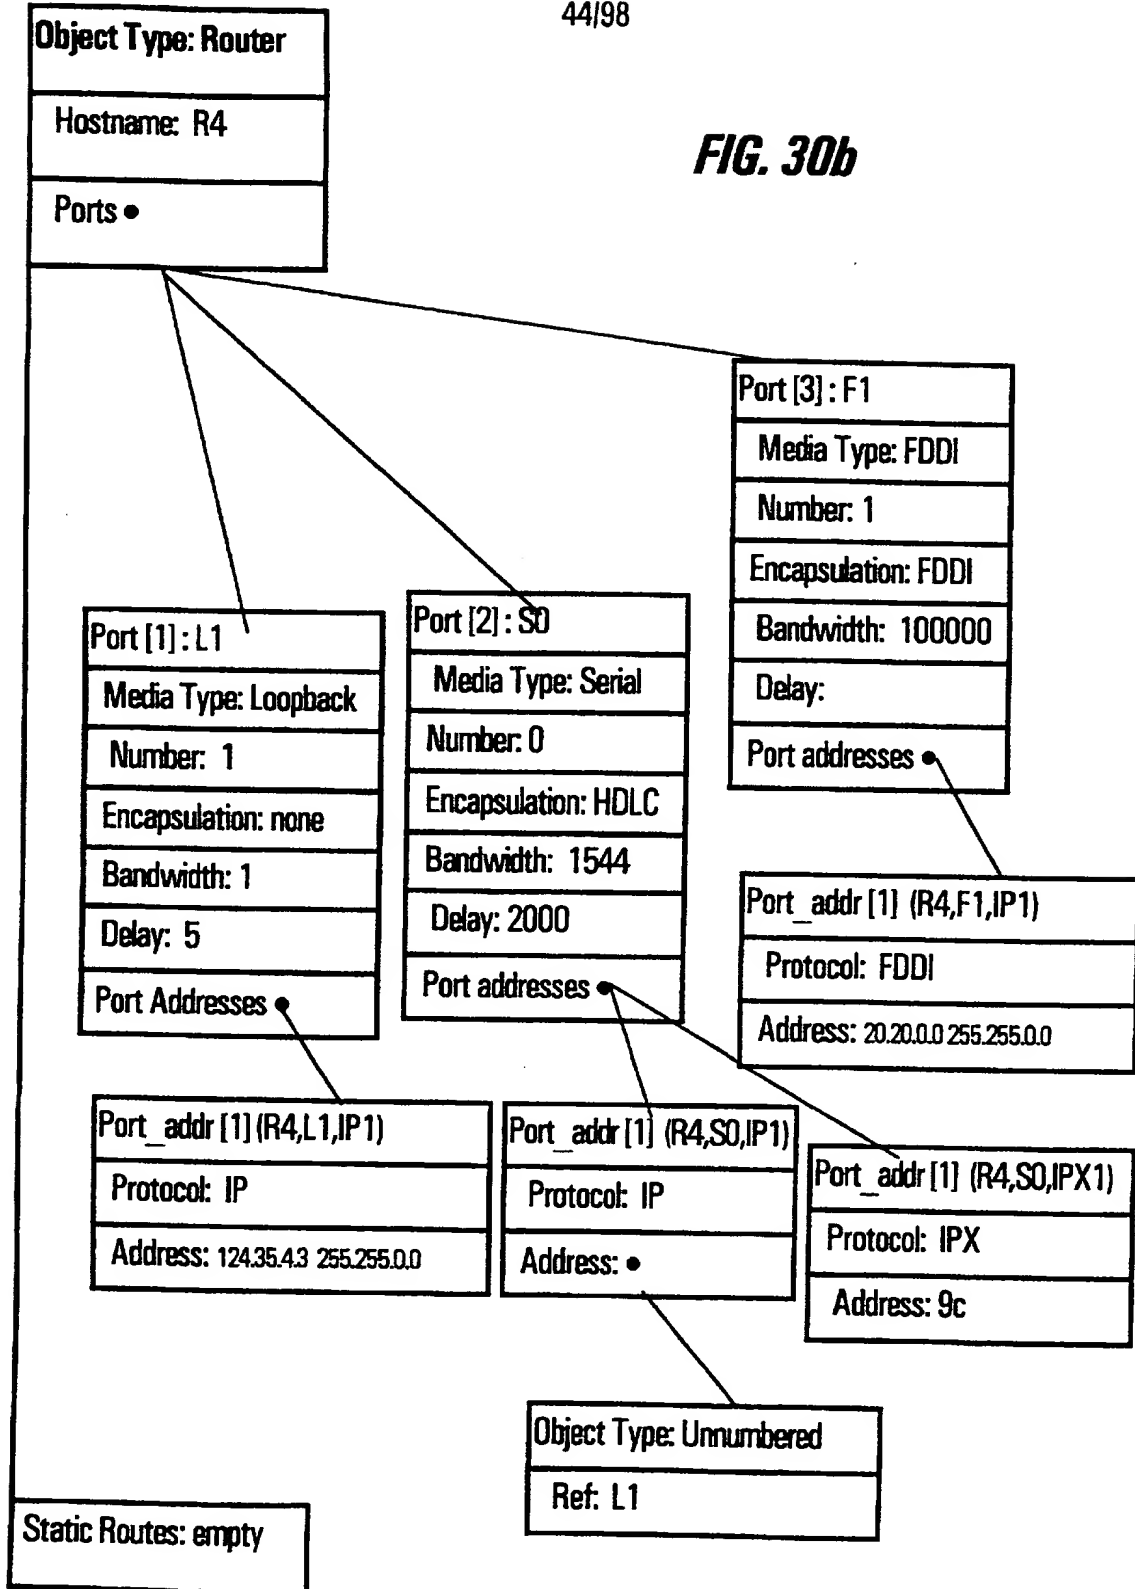 44/98
Object Type: Router
Hostname: R4
Ports
FIG. 30b
Port [3] : F1
Media Type: FDDI
Number: 1
Encapsulation: FDDI
Bandwidth: 100000
Delay:
Port addresses
Port [1] : L1
Media Type: Loopback
Number: 1
Encapsulation: none
Bandwidth: 1
Delay: 5
Port Addresses
Port [2] : S0
Media Type: Serial
Number: 0
Encapsulation: HDLC
Bandwidth: 1544
Delay: 2000
Port addresses
Port_addr [1] (R4,F1,IP1)
Protocol: FDDI
Address: 20.20.0.0 255.255.0.0
Port_addr [1] (R4,L1,IP1)
Protocol: IP
Address: 124.35.4.3 255.255.0.0
Port_addr [1] (R4,S0,IP1)
Protocol: IP
Address:
Port_addr [1] (R4,S0,IPX1)
Protocol: IPX
Address: 9c
Object Type: Unnumbered
Ref: L1
Static Routes: empty